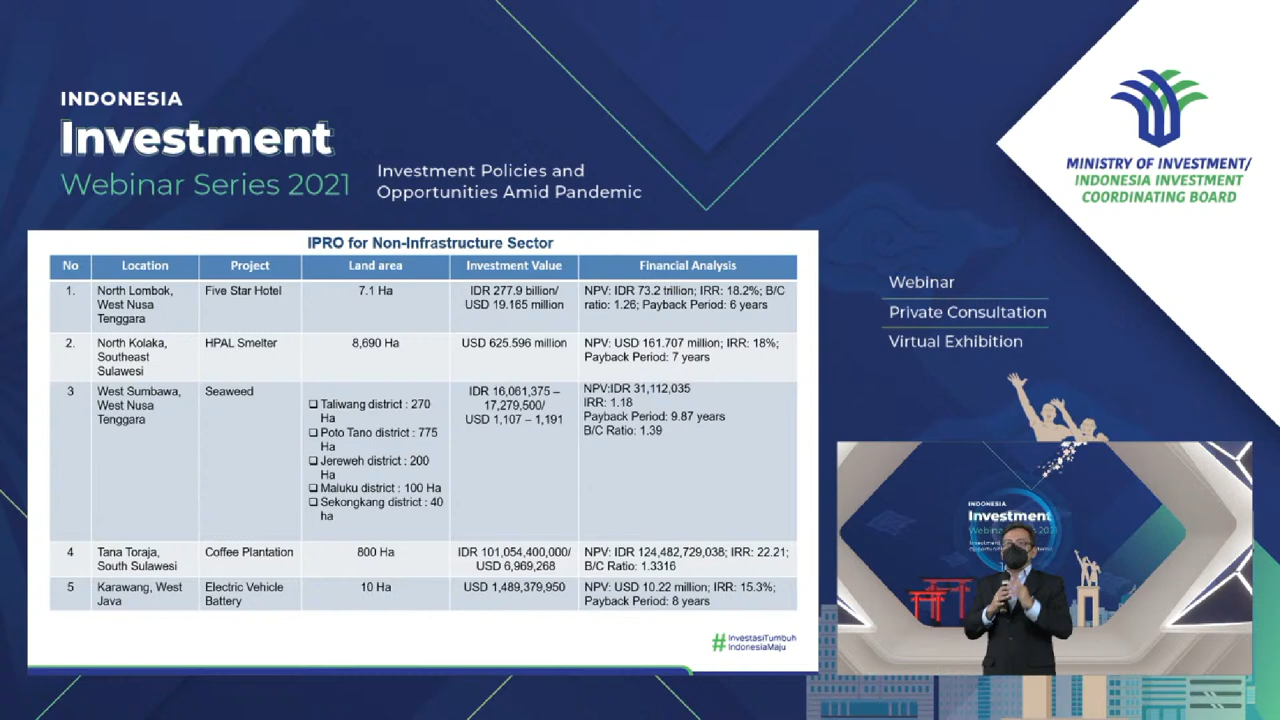 INDONESIA
Investment
Webinar Series 2021
Investment Policies and
Opportunities Amid Pandemic
MINISTRY OF INVESTMENT/
INDONESIA INVESTMENT
COORDINATING BOARD
IPRO for Non-Infrastructure Sector
No Location Project Land area Investment Value Financial Analysis
1. North Lombok, Five Star Hotel 7.1 Ha IDR 277.9 billion/ NPV: IDR 73.2 trillion; IRR: 18.2%; B/C
West Nusa USD 19.165 million ratio: 1.26; Payback Period: 6 years
Tenggara
2. North Kolaka, HPAL Smelter 8,690 Ha USD 625.596 million NPV: USD 161.707 million; IRR: 18%;
Southeast Payback Period: 7 years
Sulawesi
3 West Sumbawa, Seaweed IDR 16,061,375 – NPV:IDR 31,112,035
West Nusa Taliwang district : 270 17,279,500/ IRR: 1.18
Tenggara Ha USD 1,107 – 1,191 Payback Period: 9.87 years
Poto Tano district : 775 B/C Ratio: 1.39
Ha
Jereweh district : 200
Ha
Maluku district : 100 Ha
Sekongkang district : 40
ha
4 Tana Toraja, Coffee Plantation 800 Ha IDR 101,054,400,000/ NPV: IDR 124,482,729,038; IRR: 22.21;
South Sulawesi USD 6,969,268 B/C Ratio: 1.3316
5 Karawang, West Electric Vehicle 10 Ha USD 1,489,379,950 NPV: USD 10.22 million; IRR: 15.3%;
Java Battery Payback Period: 8 years
#InvestasiTumbuh
IndonesiaMaju
Webinar
Private Consultation
Virtual Exhibition
INDONESIA
Investment